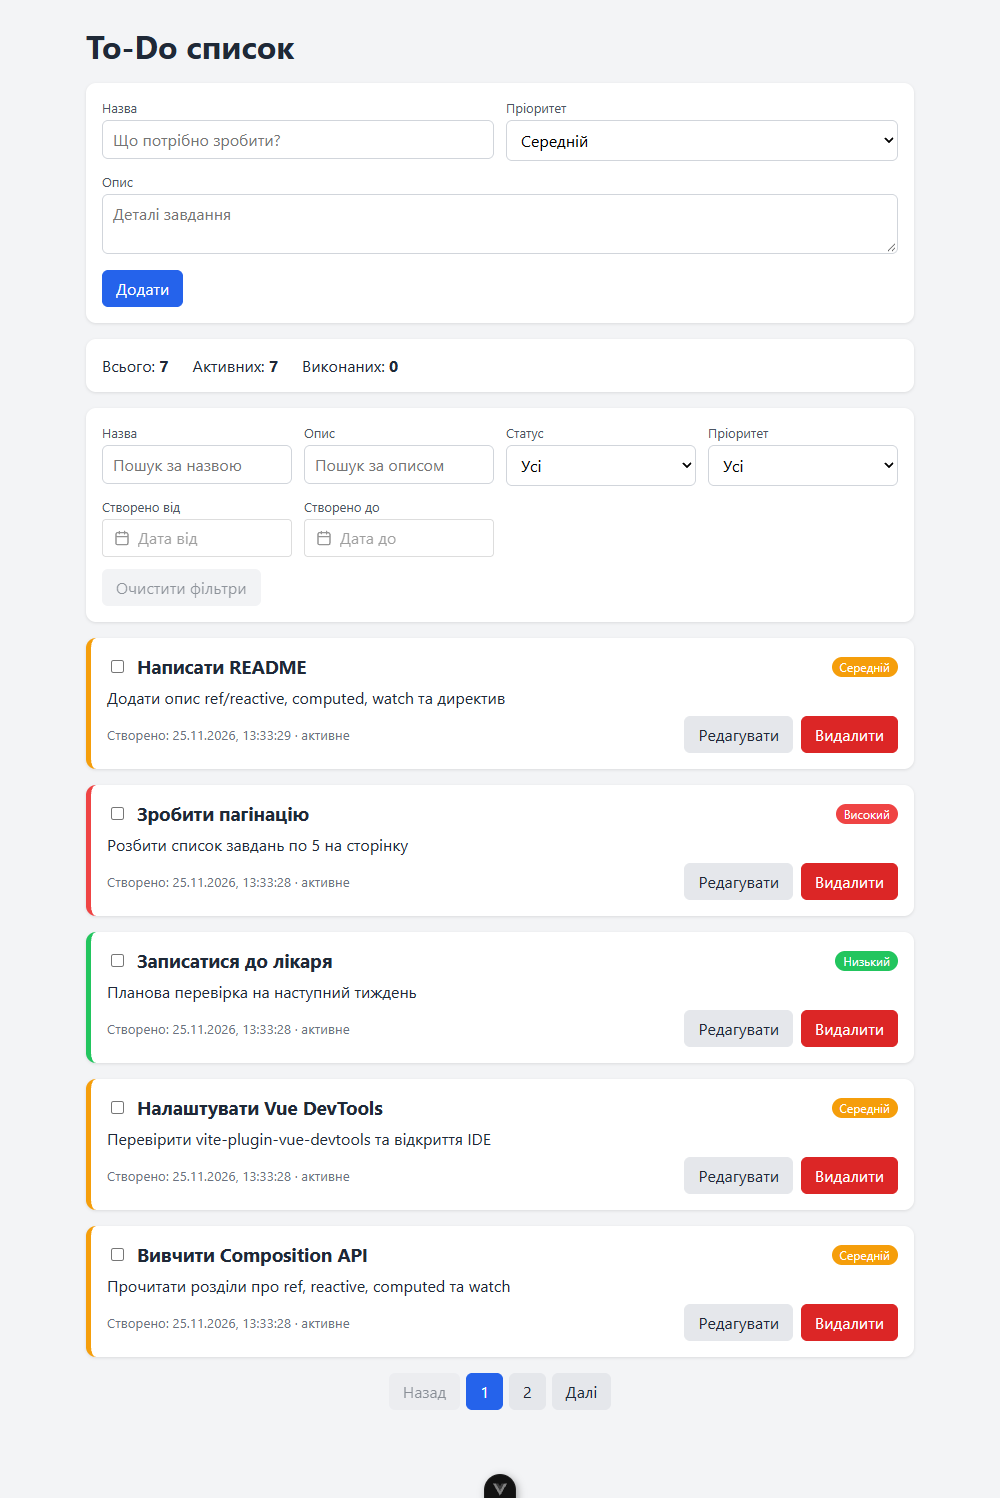 To-Do список
Назва
Пріоритет
Що потрібно зробити?
Середній
Опис
Деталі завдання
Додати
Всього: 7 Активних: 7 Виконаних: 0
Назва
Опис
Статус
Пріоритет
Пошук за назвою
Пошук за описом
Усі
Усі
Створено від
Створено до
Дата від
Дата до
Очистити фільтри
Написати README
Середній
Додати опис ref/reactive, computed, watch та директив
Створено: 25.11.2026, 13:33:29 · активне
Редагувати
Видалити
Зробити пагінацію
Високий
Розбити список завдань по 5 на сторінку
Створено: 25.11.2026, 13:33:28 · активне
Редагувати
Видалити
Записатися до лікаря
Низький
Планова перевірка на наступний тиждень
Створено: 25.11.2026, 13:33:28 · активне
Редагувати
Видалити
Налаштувати Vue DevTools
Середній
Перевірити vite-plugin-vue-devtools та відкриття IDE
Створено: 25.11.2026, 13:33:28 · активне
Редагувати
Видалити
Вивчити Composition API
Середній
Прочитати розділи про ref, reactive, computed та watch
Створено: 25.11.2026, 13:33:28 · активне
Редагувати
Видалити
Назад 1 2 Далі